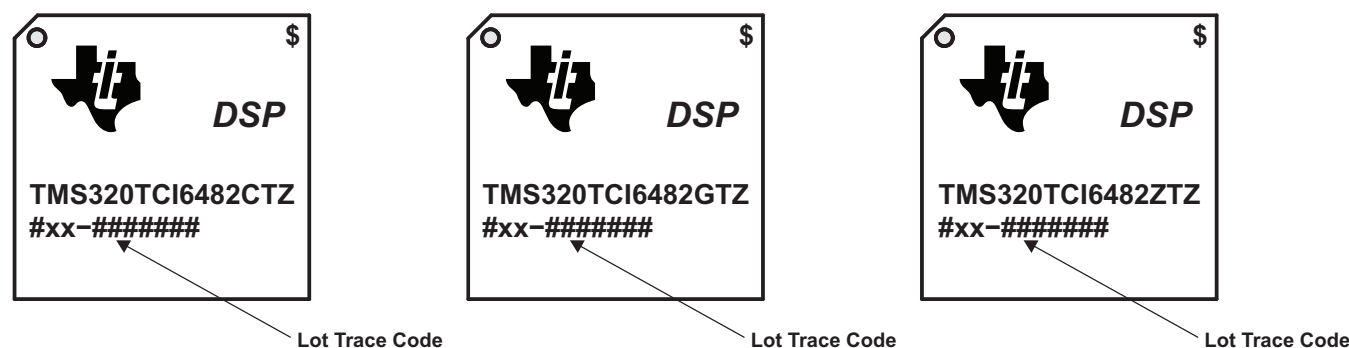 $
DSP
TMS320TCI6482CTZ
#xx−#######
Lot Trace Code
$
DSP
TMS320TCI6482GTZ
#xx−#######
Lot Trace Code
$
DSP
TMS320TCI6482ZTZ
#xx−#######
Lot Trace Code